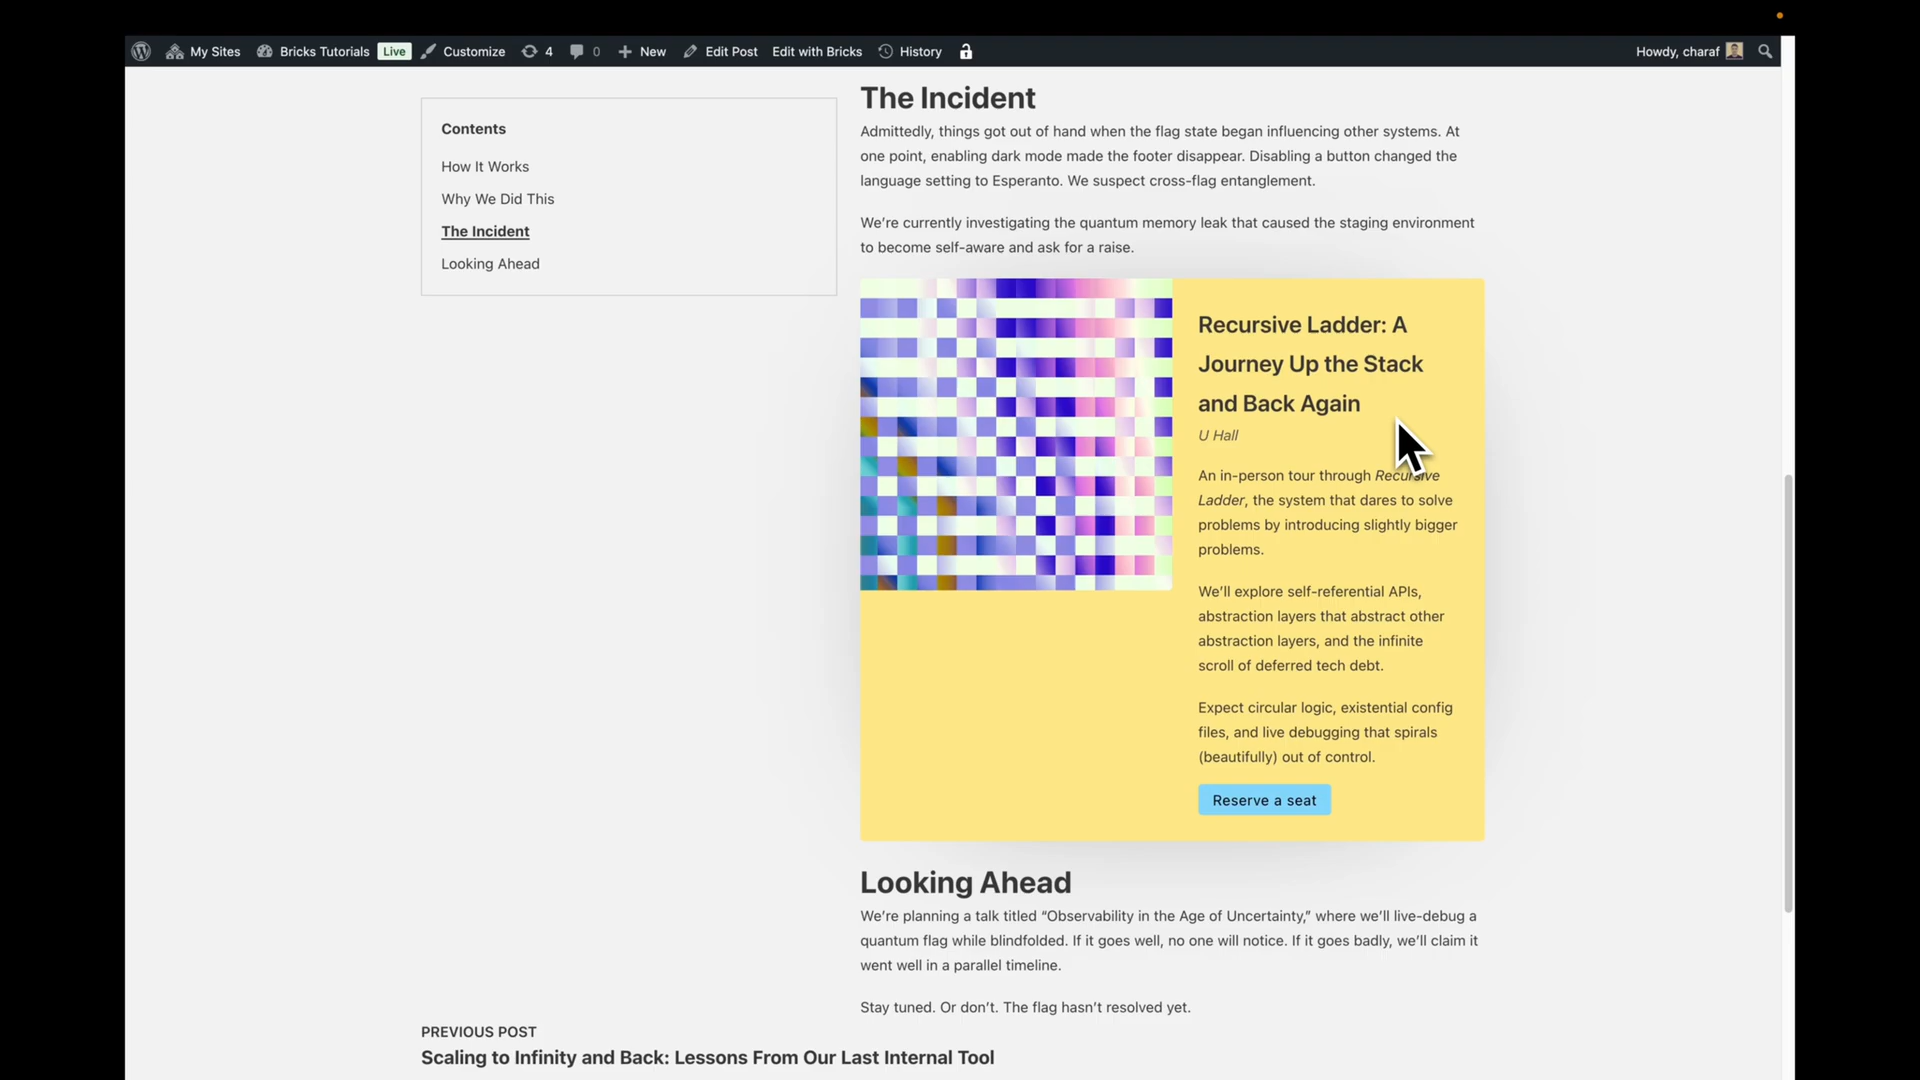 My Sites
Bricks Tutorials
Live
Customize
4
0
New
Edit Post
Edit with Bricks
History
Howdy, charaf
Contents
How It Works
Why We Did This
The Incident
Looking Ahead
The Incident
Admittedly, things got out of hand when the flag state began influencing other systems. At
one point, enabling dark mode made the footer disappear. Disabling a button changed the
language setting to Esperanto. We suspect cross-flag entanglement.
We’re currently investigating the quantum memory leak that caused the staging environment
to become self-aware and ask for a raise.
Recursive Ladder: A
Journey Up the Stack
and Back Again
U Hall
An in-person tour through Recursive
Ladder, the system that dares to solve
problems by introducing slightly bigger
problems.
We’ll explore self-referential APIs,
abstraction layers that abstract other
abstraction layers, and the infinite
scroll of deferred tech debt.
Expect circular logic, existential config
files, and live debugging that spirals
(beautifully) out of control.
Reserve a seat
Looking Ahead
We’re planning a talk titled “Observability in the Age of Uncertainty,” where we’ll live-debug a
quantum flag while blindfolded. If it goes well, no one will notice. If it goes badly, we’ll claim it
went well in a parallel timeline.
Stay tuned. Or don’t. The flag hasn’t resolved yet.
PREVIOUS POST
Scaling to Infinity and Back: Lessons From Our Last Internal Tool